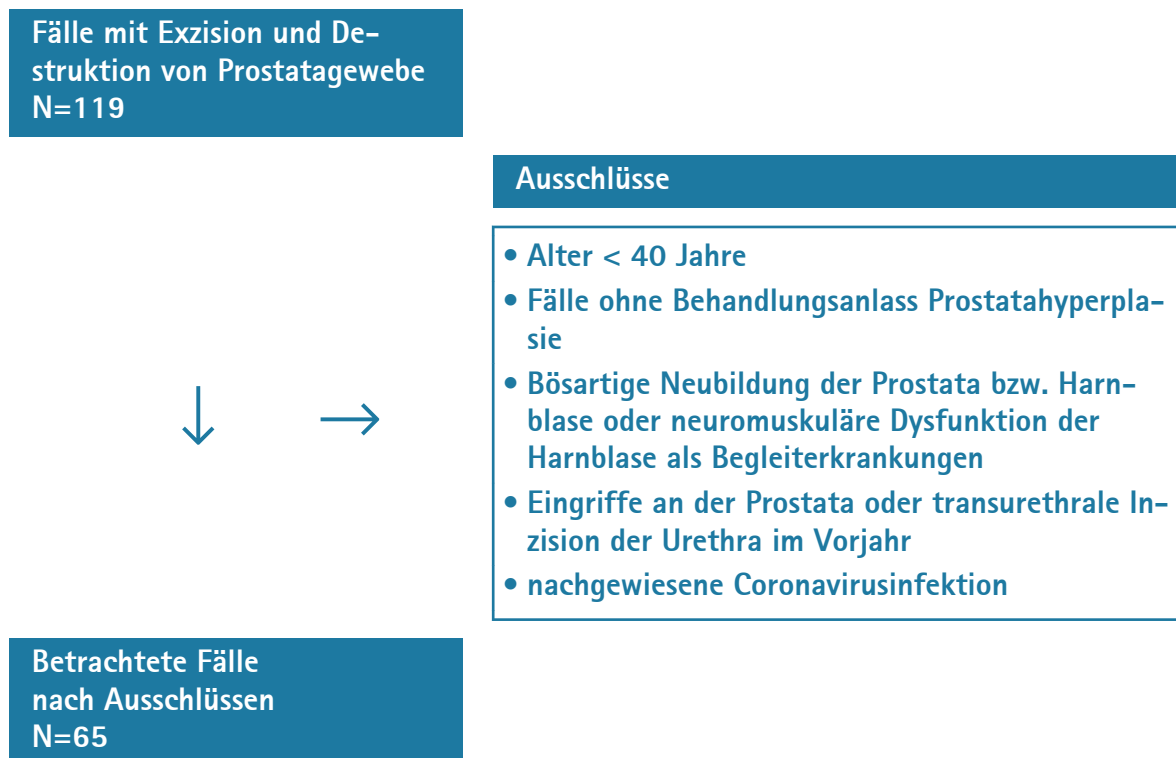 Fälle mit Exzision und De-
struktion von Prostatagewebe
N=119
Ausschlüsse
• Alter < 40 Jahre
• Fälle ohne Behandlungsanlass Prostatahyperpla-
sie
• Bösartige Neubildung der Prostata bzw. Harn-
blase oder neuromuskuläre Dysfunktion der
Harnblase als Begleiterkrankungen
• Eingriffe an der Prostata oder transurethrale In-
zision der Urethra im Vorjahr
• nachgewiesene Coronavirusinfektion
Betrachtete Fälle
nach Ausschlüssen
N=65